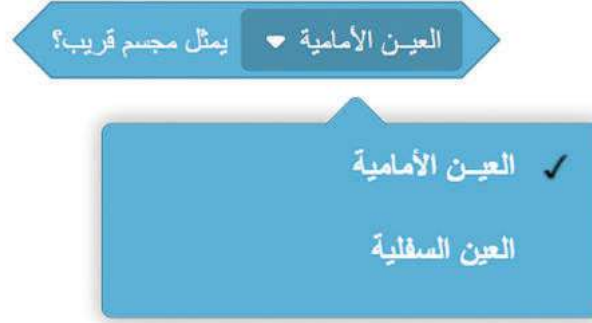 العيـن الأمامية يمثل مجسم قريب؟
العيـن الأمامية
العين السفلية